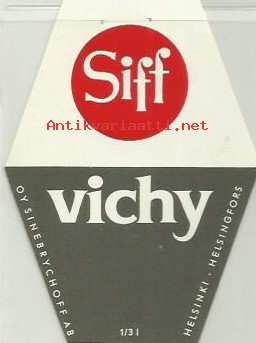 Siff
Antikvariaatti.net
vichy
OY SINEBRYCHOFF AB
HELSINKI - HELSINGFORS
1/3 l